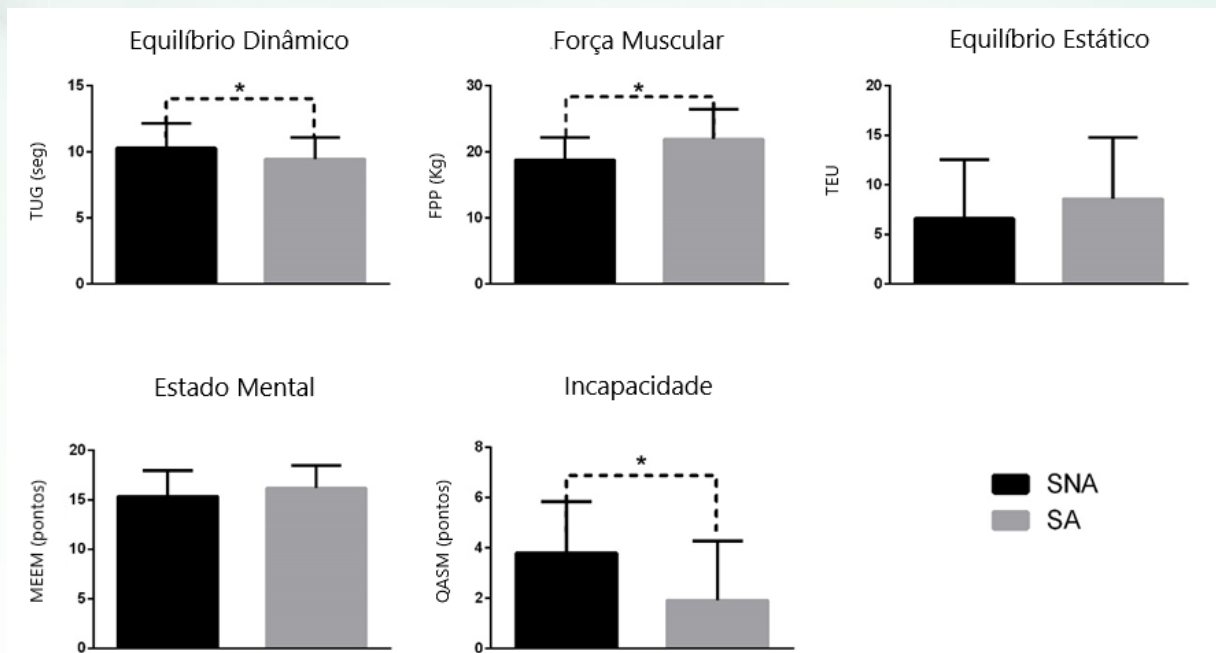 Equilíbrio Dinâmico
TUG (seg)
15
10
5
0
*
Força Muscular
FPP (Kg)
30
20
10
0
*
Equilíbrio Estático
TEU
20
15
10
5
0
Estado Mental
MEEM (pontos)
20
15
10
5
0
Incapacidade
QASM (pontos)
8
6
4
2
0
*
SNA
SA